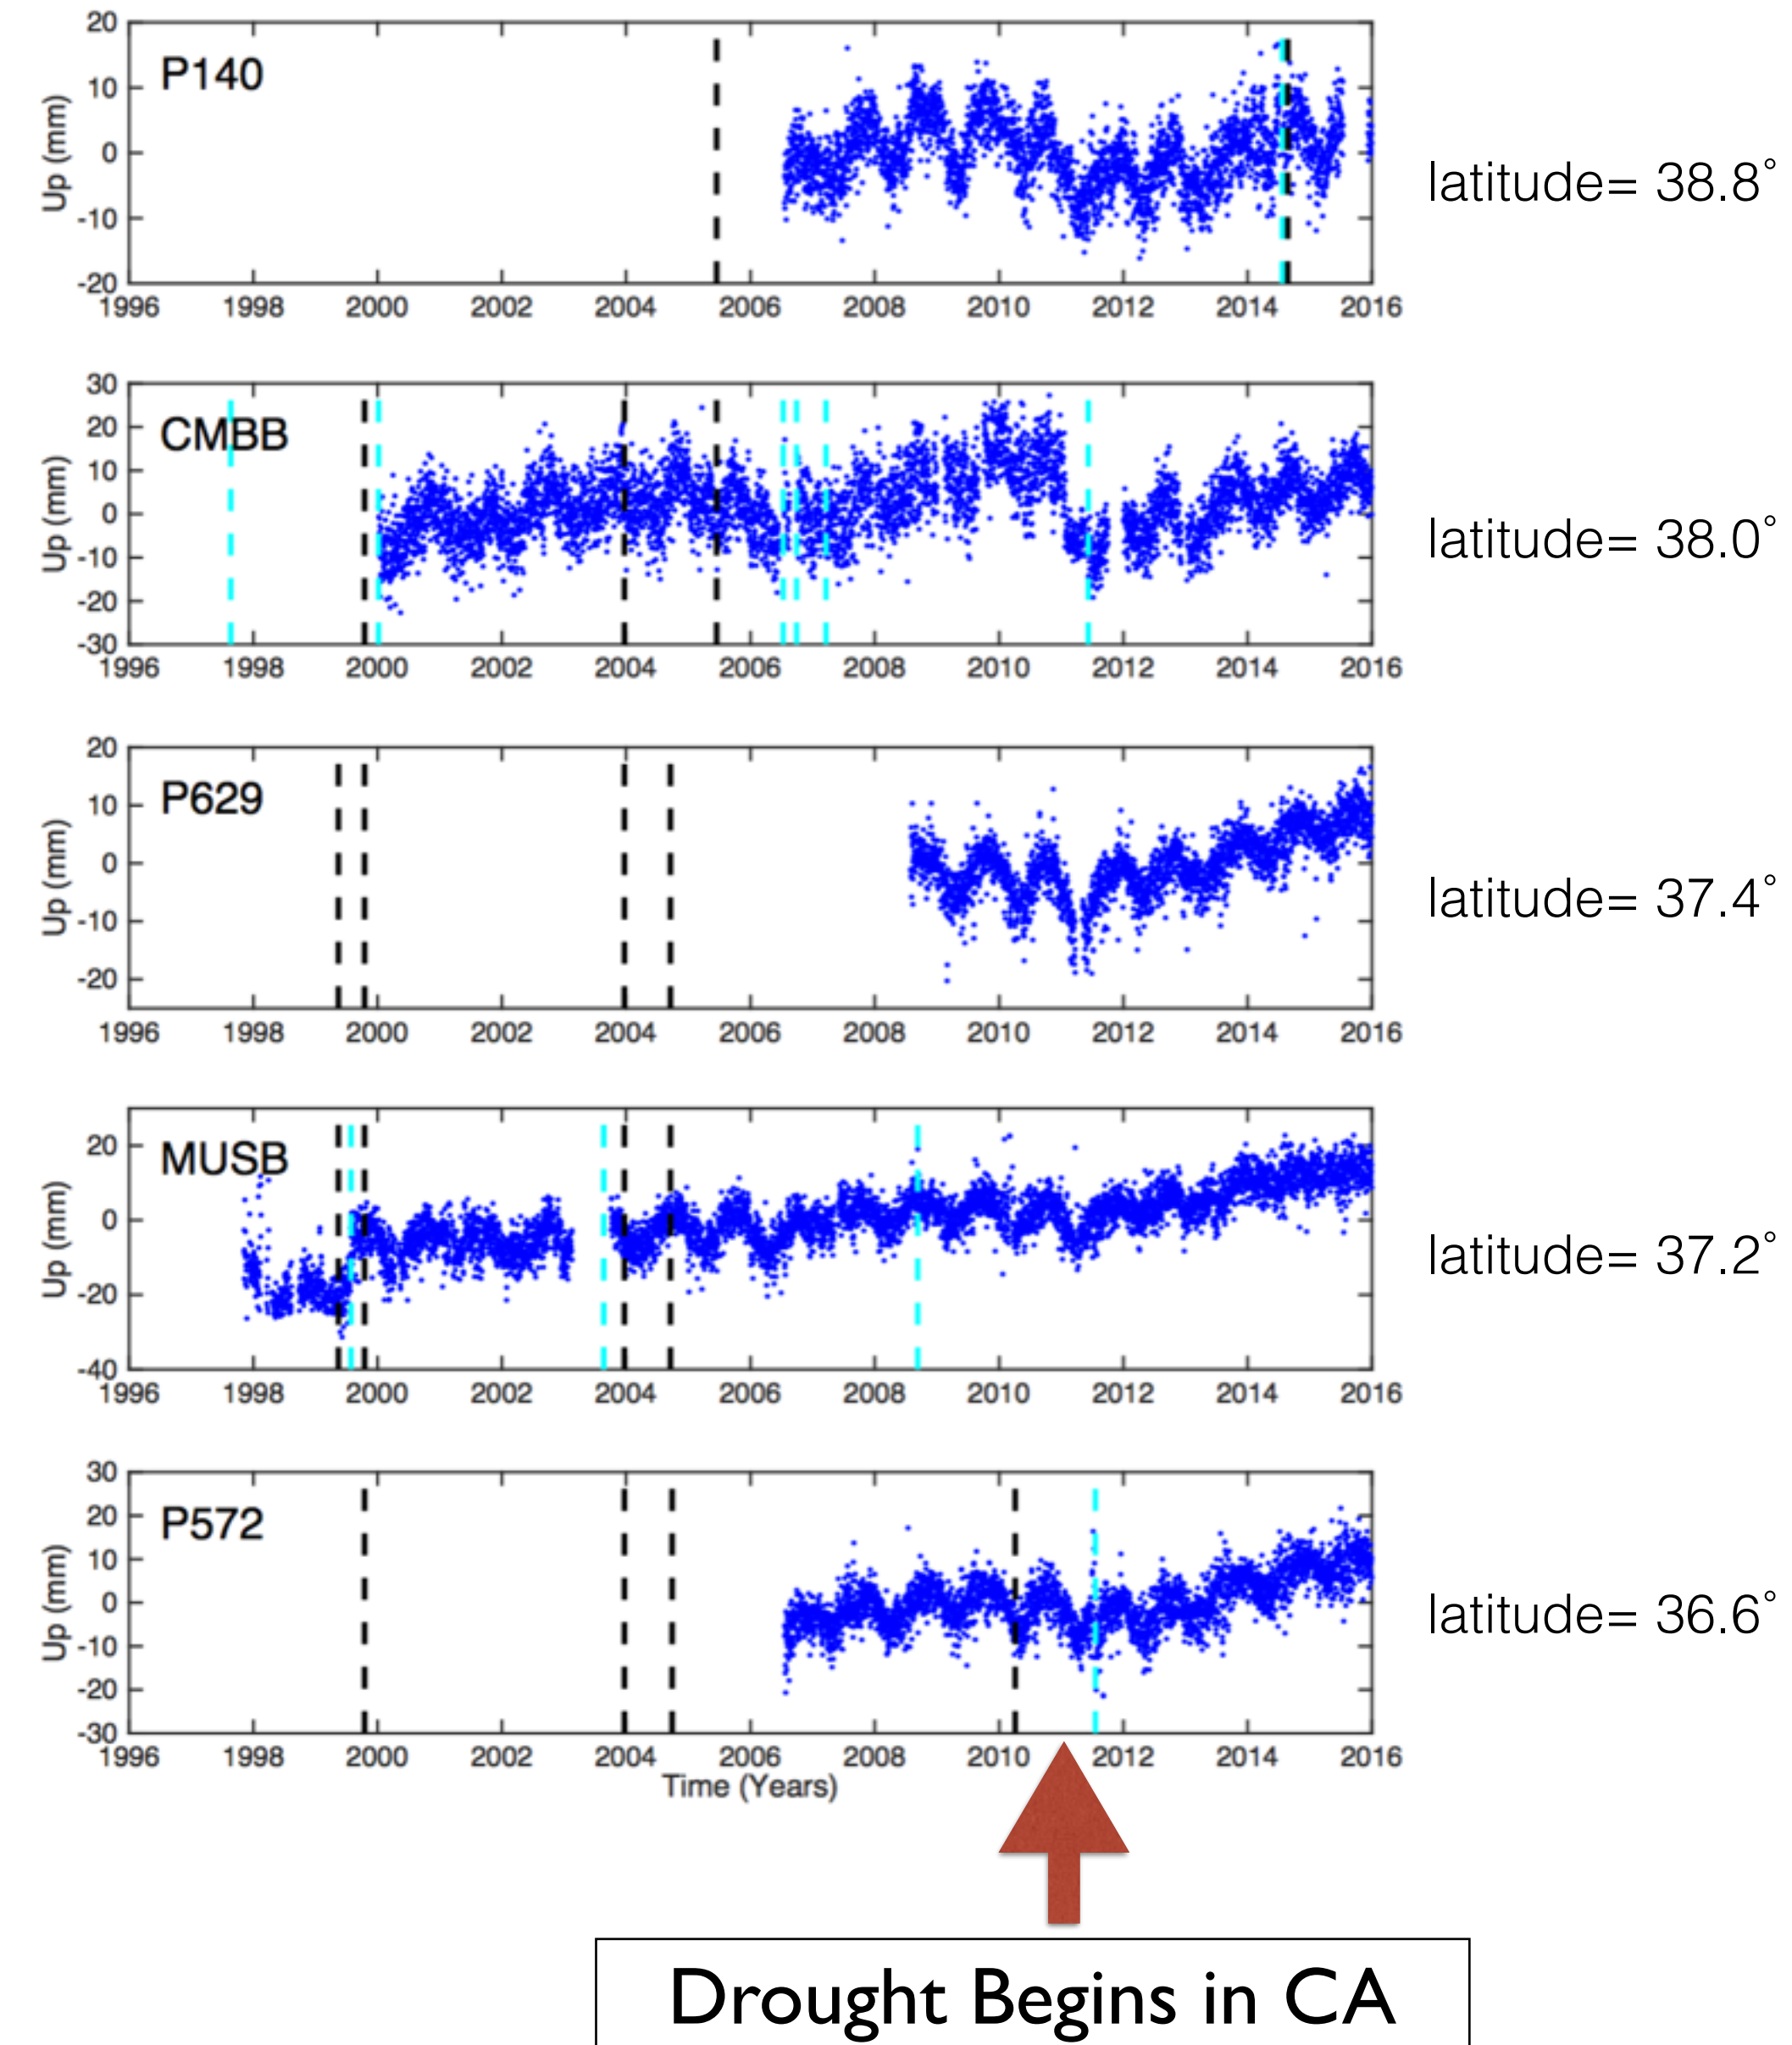 20
10
0
-10
-20
Up (mm)
P140
1996 1998 2000 2002 2004 2006 2008 2010 2012 2014 2016
latitude= 38.8°
30
20
10
0
-10
-20
-30
Up (mm)
CMBB
1996 1998 2000 2002 2004 2006 2008 2010 2012 2014 2016
latitude= 38.0°
20
10
0
-10
-20
Up (mm)
P629
1996 1998 2000 2002 2004 2006 2008 2010 2012 2014 2016
latitude= 37.4°
20
0
-20
-40
Up (mm)
MUSB
1996 1998 2000 2002 2004 2006 2008 2010 2012 2014 2016
latitude= 37.2°
30
20
10
0
-10
-20
-30
Up (mm)
P572
1996 1998 2000 2002 2004 2006 2008 2010 2012 2014 2016
latitude= 36.6°
Time (Years)
Drought Begins in CA